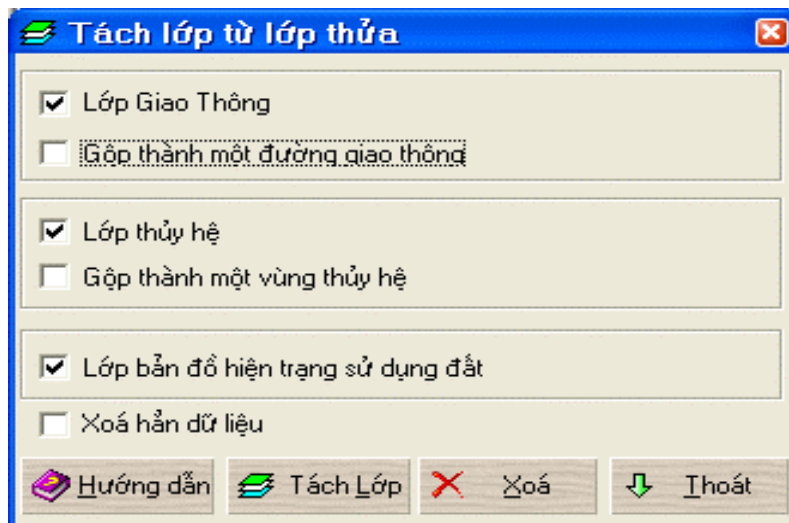 Tách lớp từ lớp thửa
Lớp Giao Thông
Gộp thành một đường giao thông
Lớp thủy hệ
Gộp thành một vùng thủy hệ
Lớp bản đồ hiện trạng sử dụng đất
Xoá hẳn dữ liệu
Hướng dẫn Tách Lớp Xoá Thoát